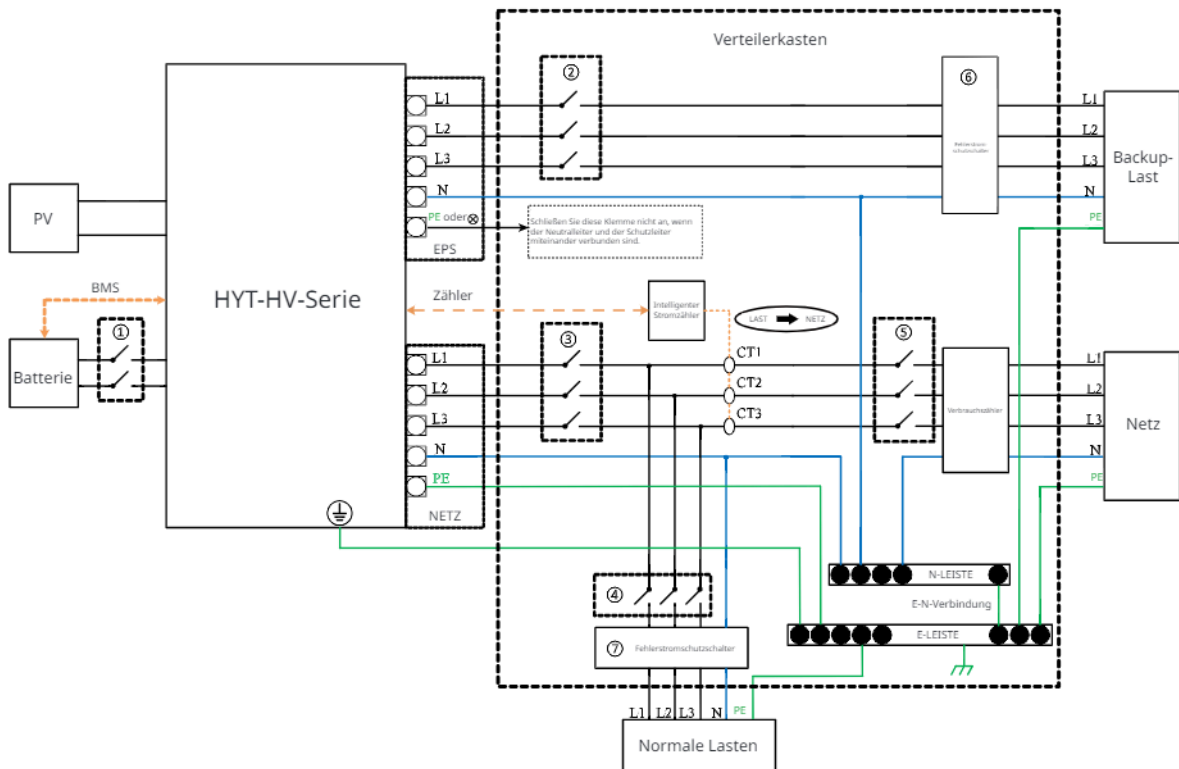 Verteilerkasten
②
⑥
L1
L2
L3
N
PE oder
EPS
Fehlerstrom-
schutzschalter
L1
L2
L3
N
PE
Backup-
Last
PV
Schließen Sie diese Klemme nicht an, wenn
der Neutralleiter und der Schutzleiter
miteinander verbunden sind.
BMS
HYT-HV-Serie
Zähler
Intelligenter
Stromzähler
LAST
NETZ
①
Batterie
③
⑤
L1
L2
L3
N
PE
NETZ
CT1
CT2
CT3
Verbrauchszähler
L1
L2
L3
N
PE
Netz
N-LEISTE
④
E-N-Verbindung
E-LEISTE
⑦
Fehlerstromschutzschalter
L1
L2
L3
N
PE
Normale Lasten